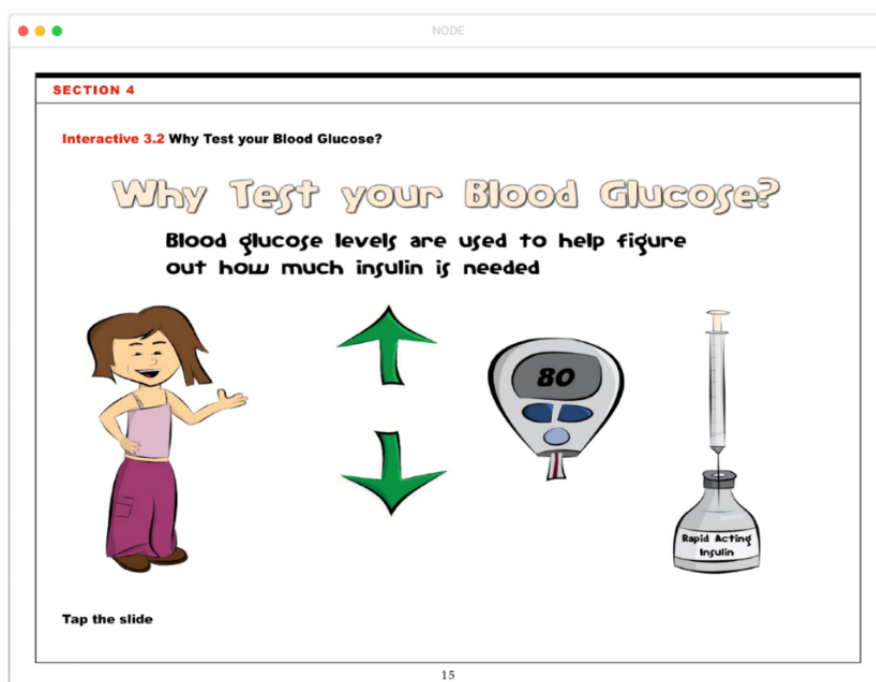 NODE
SECTION 4
Interactive 3.2 Why Test your Blood Glucose?
Why Test your Blood Glucose?
Blood glucose levels are used to help figure
out how much insulin is needed
80
Rapid Acting
Insulin
Tap the slide
15